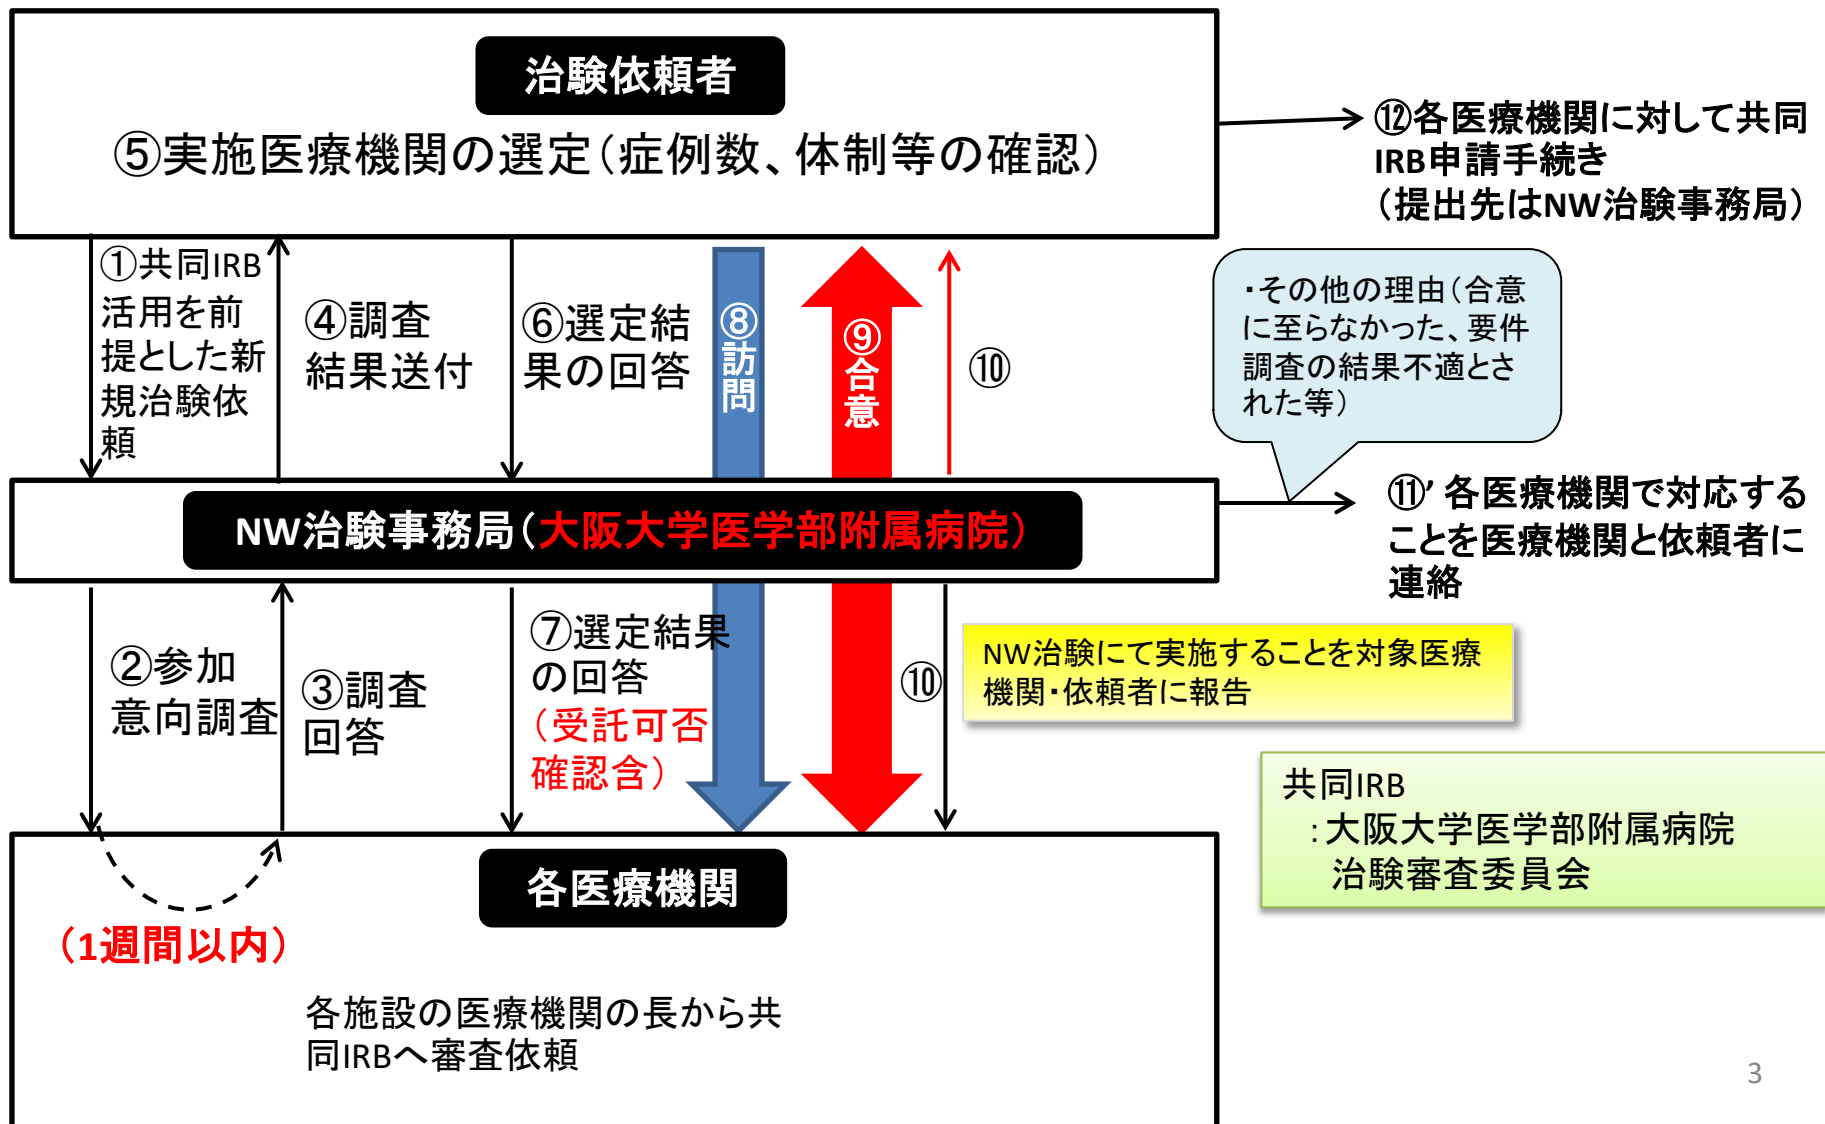 治験依頼者
⑤実施医療機関の選定（症例数、体制等の確認）
⑫各医療機関に対して共同
IRB申請手続き
（提出先はNW治験事務局）
①共同IRB
活用を前
提とした新
規治験依
頼
④調査
結果送付
⑥選定結
果の回答
⑧訪問
⑨合意
⑩
・その他の理由（合意
に至らなかった、要件
調査の結果不適とさ
れた等）
NW治験事務局（大阪大学医学部附属病院）
⑪’ 各医療機関で対応する
ことを医療機関と依頼者に
連絡
②参加
意向調査
③調査
回答
⑦選定結果
の回答
（受託可否
確認含）
⑩
NW治験にて実施することを対象医療
機関・依頼者に報告
共同IRB
：大阪大学医学部附属病院
治験審査委員会
各医療機関
（1週間以内）
各施設の医療機関の長から共
同IRBへ審査依頼
3